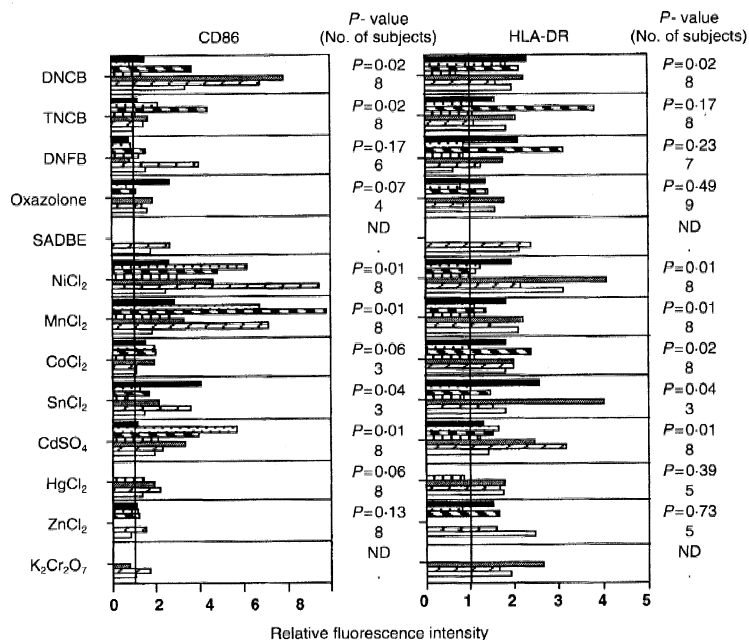 P- value P- value
CD86 (No. of subjects) HLA-DR (No. of subjects)
DNCB P=0·02 8 P=0·02 8
TNCB P=0·02 8 P=0·17 8
DNFB P=0·17 6 P=0·23 7
Oxazolone P=0·07 4 P=0·49 9
SADBE ND ND
NiCl2 P=0·01 8 P=0·01 8
MnCl2 P=0·01 8 P=0·01 8
CoCl2 P=0·06 3 P=0·02 8
SnCl2 P=0·04 3 P=0·04 3
CdSO4 P=0·01 8 P=0·01 8
HgCl2 P=0·06 8 P=0·39 5
ZnCl2 P=0·13 8 P=0·73 5
K2Cr2O7 ND ND
0 2 4 6 8 0 1 2 3 4 5
Relative fluorescence intensity